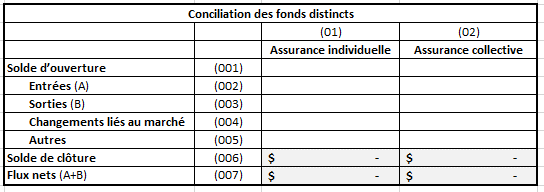 Conciliation des fonds distincts
(01) (02)
Assurance individuelle Assurance collective
Solde d'ouverture (001)
Entrées (A) (002)
Sorties (B) (003)
Changements liés au marché (004)
Autres (005)
Solde de clôture (006) $ - $ -
Flux nets (A+B) (007) $ - $ -